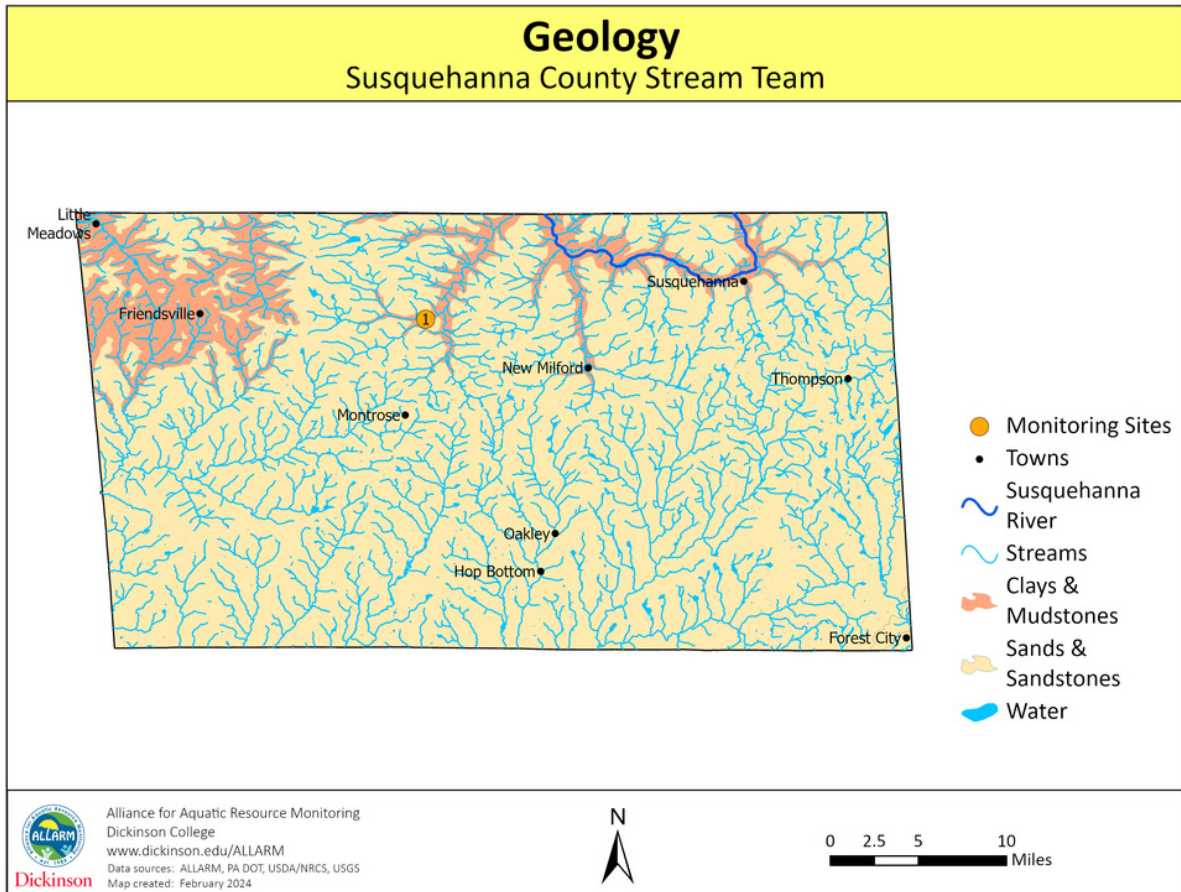 Geology
Susquehanna County Stream Team
Little
Meadows
Friendsville
1
Susquehanna
New Milford
Thompson
Montrose
Oakley
Hop Bottom
Forest City
Monitoring Sites
Towns
Susquehanna
River
Streams
Clays &
Mudstones
Sands &
Sandstones
Water
ALLARM
Dickinson
Alliance for Aquatic Resource Monitoring
Dickinson College
www.dickinson.edu/ALLARM
Data sources: ALLARM, PA DOT, USDA/NRCS, USGS
Map created: February 2024
N
0 2.5 5 10
Miles